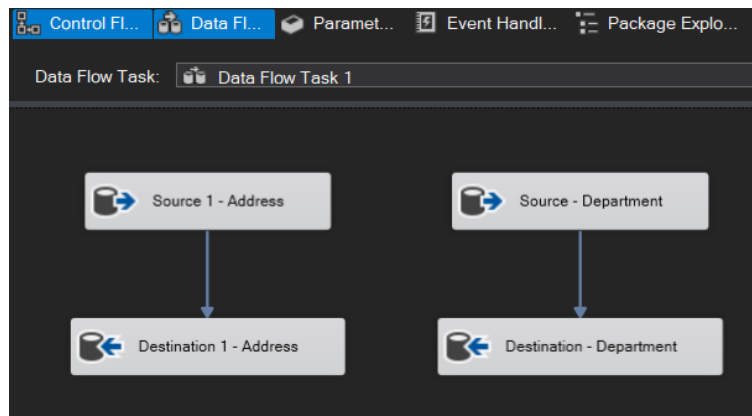 Control Fl... Data Fl... Paramet... Event Handl... Package Explo...
Data Flow Task: Data Flow Task 1
Source 1 - Address Source - Department
Destination 1 - Address Destination - Department